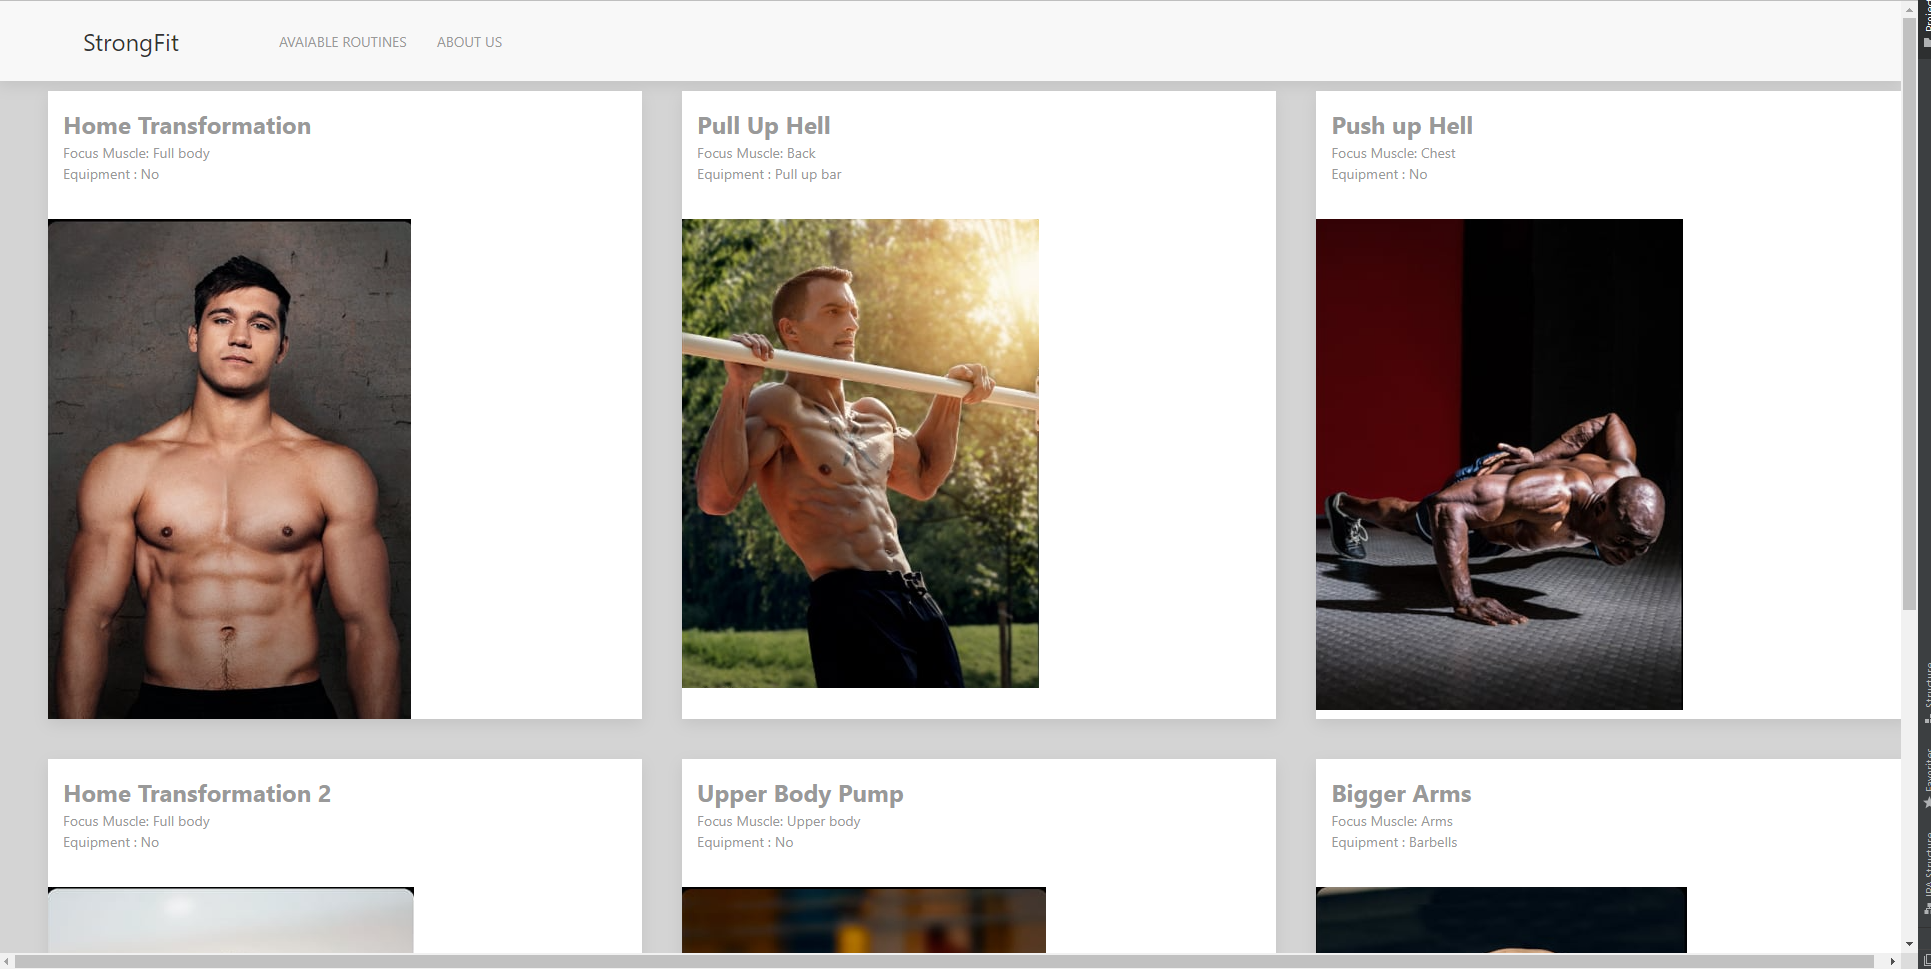 StrongFit
AVAIABLE ROUTINES
ABOUT US
Home Transformation
Focus Muscle: Full body
Equipment : No
Pull Up Hell
Focus Muscle: Back
Equipment : Pull up bar
Push up Hell
Focus Muscle: Chest
Equipment : No
Home Transformation 2
Focus Muscle: Full body
Equipment : No
Upper Body Pump
Focus Muscle: Upper body
Equipment : No
Bigger Arms
Focus Muscle: Arms
Equipment : Barbells
Structure
Favorites